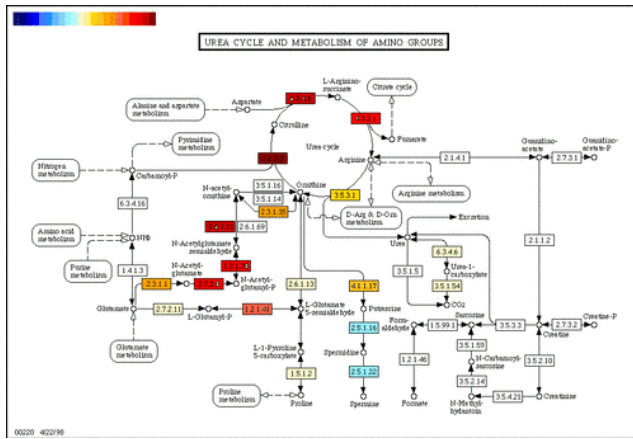 UREA CYCLE AND METABOLISM OF AMINO GROUPS
L-Arginino-
succinate
Citrate cycle
Alanine and aspartate
metabolism
Aspartate
Fumarate
Citrulline
Urea cycle
Pyrimidine
metabolism
Guanidino-
acetate
Guanidino-
acetate-P
2.1.4.1
2.7.3.1
Arginine
Nitrogen
metabolism
Carbamoyl-P
N-acetyl-
ornithine
3.5.1.16
3.5.1.14
2.3.1.35
Ornithine
3.5.3.1
Arginine metabolism
D-Arg & D-Orn
metabolism
6.3.4.16
2.6.1.69
Excretion
Urea
Amino acid
metabolism
NH3
N-Acetylglutamate
semialdehyde
6.3.4.6
2.1.1.2
Purine
metabolism
Urea-1-
carboxylate
1.4.1.3
N-Acetyl-
glutamate
N-Acetyl-
glutamyl-P
3.5.1.5
3.5.1.54
2.3.1.1
2.6.1.13
4.1.1.17
CO2
Glutamate
2.7.2.11
L-Glutamyl-P
1.2.1.41
L-Glutamate
5-semialdehyde
Putrescine
Form-
aldehyde
1.5.99.1
Sarcosine
3.5.3.3
Creatine
2.7.3.2
Creatine-P
2.5.1.16
Glutamate
metabolism
L-1-Pyrroline
5-carboxylate
Spermidine
1.2.1.46
3.5.1.59
N-Carbamoyl-
sarcosine
3.5.2.10
1.5.1.2
2.5.1.22
3.5.2.14
Proline
metabolism
Proline
Spermine
Formate
N-Methyl-
hydantoin
3.5.4.21
Creatinine
00220 4/22/98